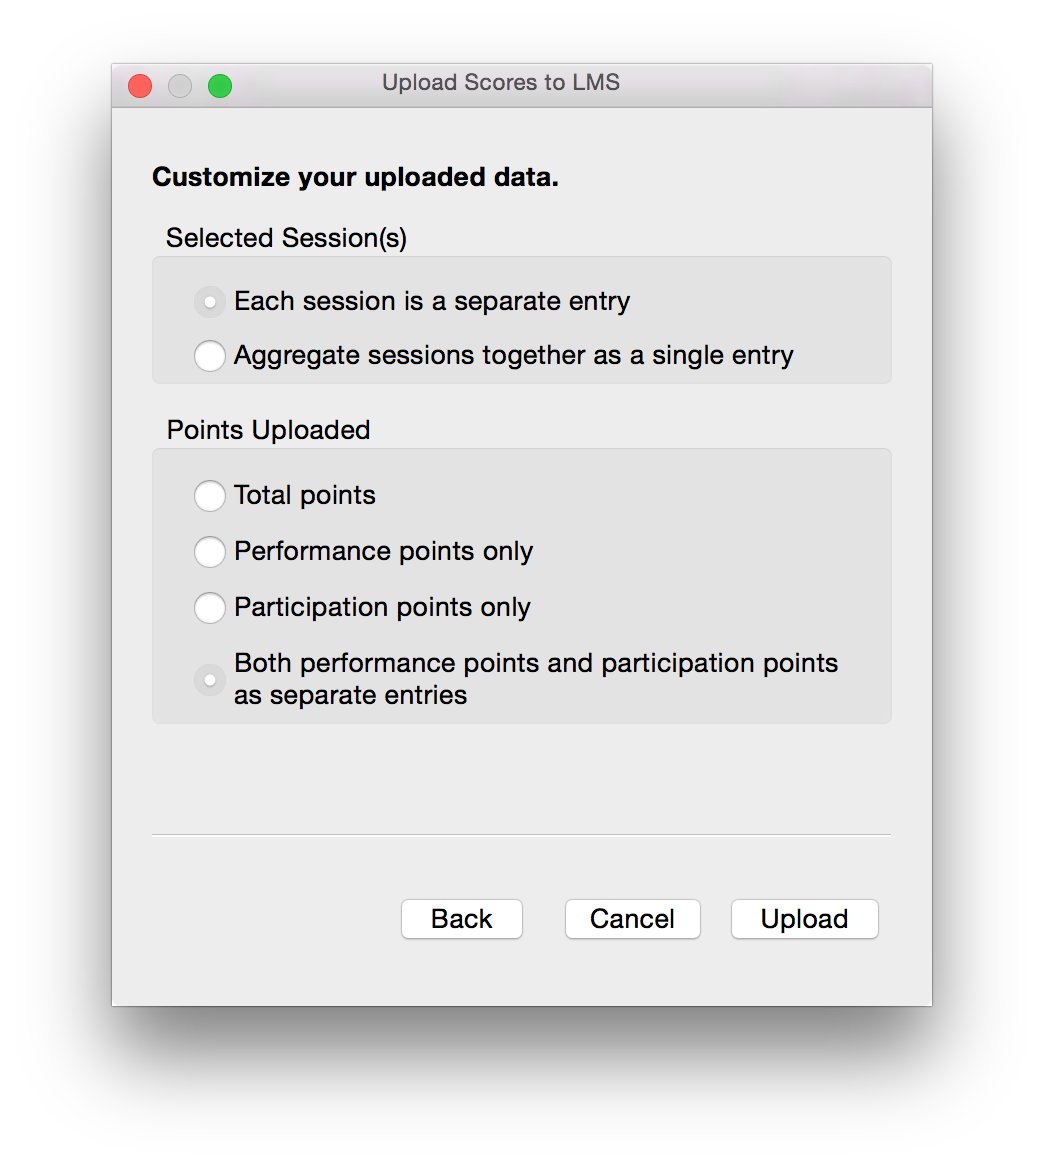 Upload Scores to LMS
Customize your uploaded data.
Selected Session(s)
Each session is a separate entry
Aggregate sessions together as a single entry
Points Uploaded
Total points
Performance points only
Participation points only
Both performance points and participation points
as separate entries
Back
Cancel
Upload